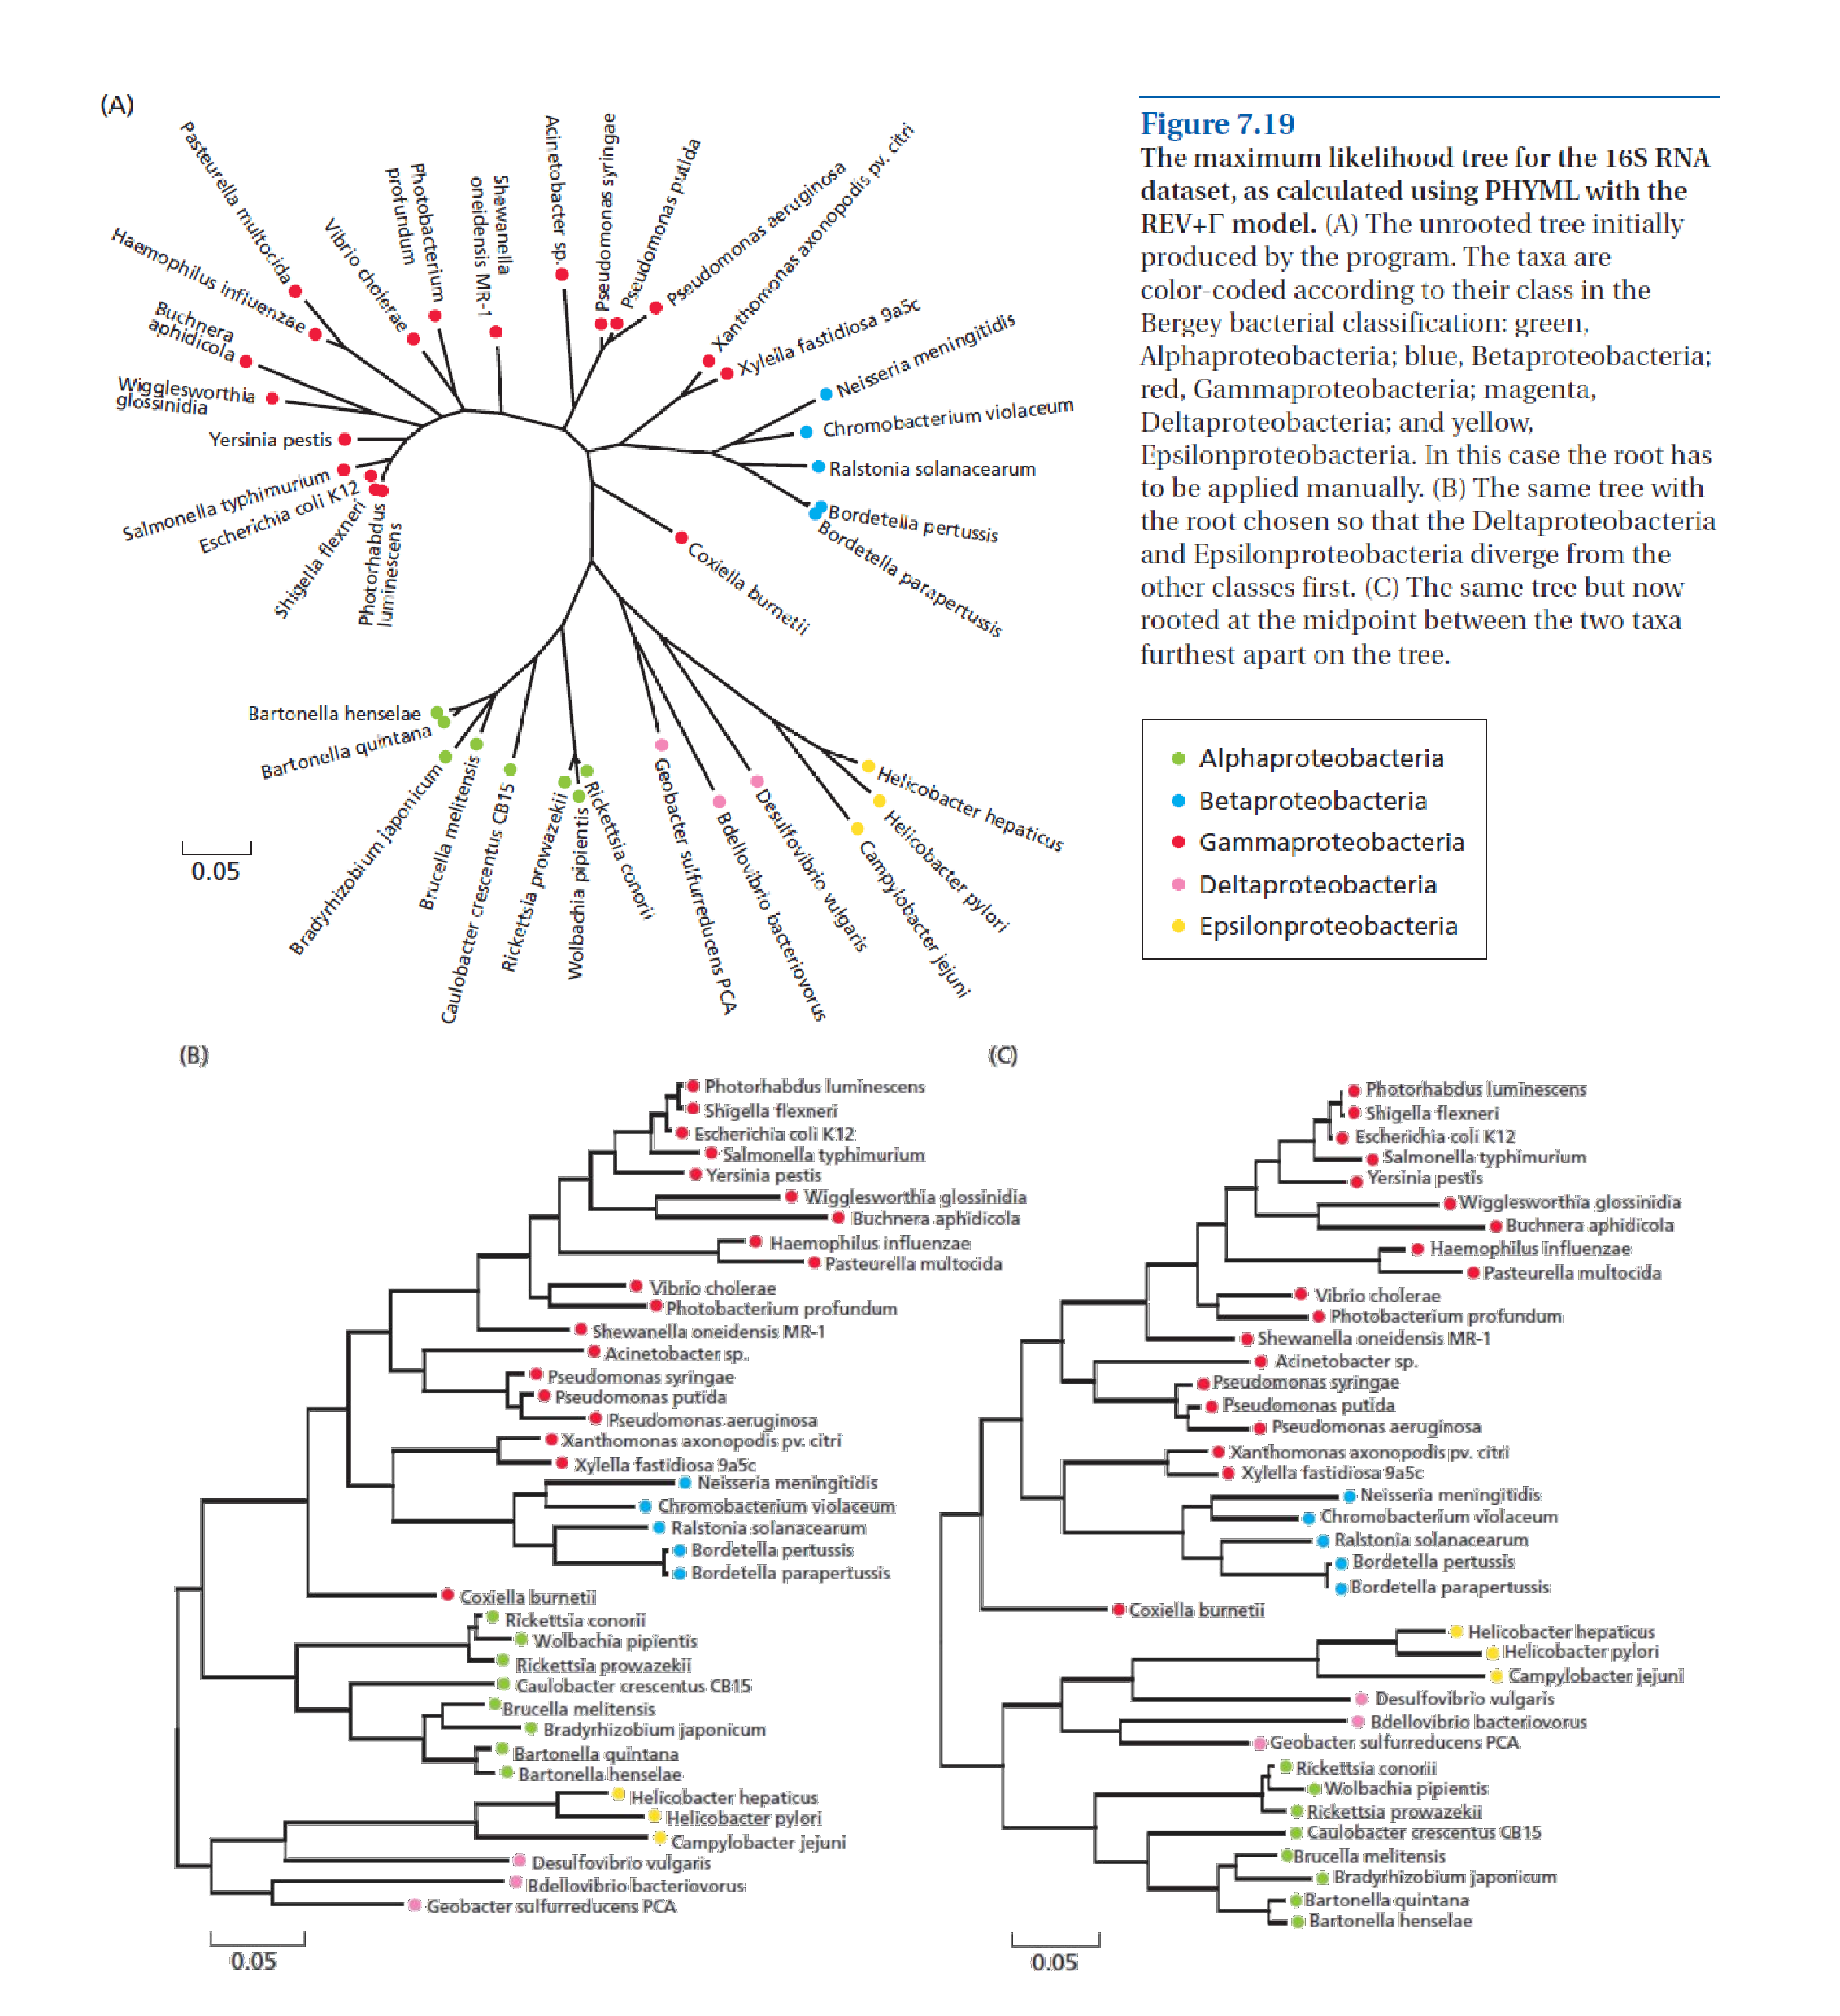 (A)
Pasteurella multocida
Haemophilus influenzae
Buchnera
aphidicola
Wigglesworthia
glossinidia
Yersinia pestis
Salmonella typhimurium
Escherichia coli K12
Shigella flexneri
Photorhabdus
luminescens
Vibrio cholerae
Photobacterium
profundum
Shewanella
oneidensis MR-1
Acinetobacter sp.
Pseudomonas syringae
Pseudomonas putida
Pseudomonas aeruginosa
Xanthomonas axonopodis pv. citri
Xylella fastidiosa 9a5c
Neisseria meningitidis
Chromobacterium violaceum
Ralstonia solanacearum
Bordetella pertussis
Bordetella parapertussis
Coxiella burnetii
Bartonella henselae
Bartonella quintana
Bradyrhizobium japonicum
Brucella melitensis
Caulobacter crescentus CB15
Rickettsia prowazekii
Wolbachia pipientis
Rickettsia conorii
Geobacter sulfurreducens PCA
Bdellovibrio bacteriovorus
Desulfovibrio vulgaris
Campylobacter jejuni
Helicobacter pylori
Helicobacter hepaticus
0.05
Figure 7.19
The maximum likelihood tree for the 16S RNA
dataset, as calculated using PHYML with the
REV+Γ model. (A) The unrooted tree initially
produced by the program. The taxa are
color-coded according to their class in the
Bergey bacterial classification: green,
Alphaproteobacteria; blue, Betaproteobacteria;
red, Gammaproteobacteria; magenta,
Deltaproteobacteria; and yellow,
Epsilonproteobacteria. In this case the root has
to be applied manually. (B) The same tree with
the root chosen so that the Deltaproteobacteria
and Epsilonproteobacteria diverge from the
other classes first. (C) The same tree but now
rooted at the midpoint between the two taxa
furthest apart on the tree.
Alphaproteobacteria
Betaproteobacteria
Gammaproteobacteria
Deltaproteobacteria
Epsilonproteobacteria
(B)
Photorhabdus luminescens
Shigella flexneri
Escherichia coli K12
Salmonella typhimurium
Yersinia pestis
Wigglesworthia glossinidia
Buchnera aphidicola
Haemophilus influenzae
Pasteurella multocida
Vibrio cholerae
Photobacterium profundum
Shewanella oneidensis MR-1
Acinetobacter sp.
Pseudomonas syringae
Pseudomonas putida
Pseudomonas aeruginosa
Xanthomonas axonopodis pv. citri
Xylella fastidiosa 9a5c
Neisseria meningitidis
Chromobacterium violaceum
Ralstonia solanacearum
Bordetella pertussis
Bordetella parapertussis
Coxiella burnetii
Rickettsia conorii
Wolbachia pipientis
Rickettsia prowazekii
Caulobacter crescentus CB15
Brucella melitensis
Bradyrhizobium japonicum
Bartonella quintana
Bartonella henselae
Helicobacter hepaticus
Helicobacter pylori
Campylobacter jejuni
Desulfovibrio vulgaris
Bdellovibrio bacteriovorus
Geobacter sulfurreducens PCA
0.05
(C)
Photorhabdus luminescens
Shigella flexneri
Escherichia coli K12
Salmonella typhimurium
Yersinia pestis
Wigglesworthia glossinidia
Buchnera aphidicola
Haemophilus influenzae
Pasteurella multocida
Vibrio cholerae
Photobacterium profundum
Shewanella oneidensis MR-1
Acinetobacter sp.
Pseudomonas syringae
Pseudomonas putida
Pseudomonas aeruginosa
Xanthomonas axonopodis pv. citri
Xylella fastidiosa 9a5c
Neisseria meningitidis
Chromobacterium violaceum
Ralstonia solanacearum
Bordetella pertussis
Bordetella parapertussis
Coxiella burnetii
Helicobacter hepaticus
Helicobacter pylori
Campylobacter jejuni
Desulfovibrio vulgaris
Bdellovibrio bacteriovorus
Geobacter sulfurreducens PCA
Rickettsia conorii
Wolbachia pipientis
Rickettsia prowazekii
Caulobacter crescentus CB15
Brucella melitensis
Bradyrhizobium japonicum
Bartonella quintana
Bartonella henselae
0.05